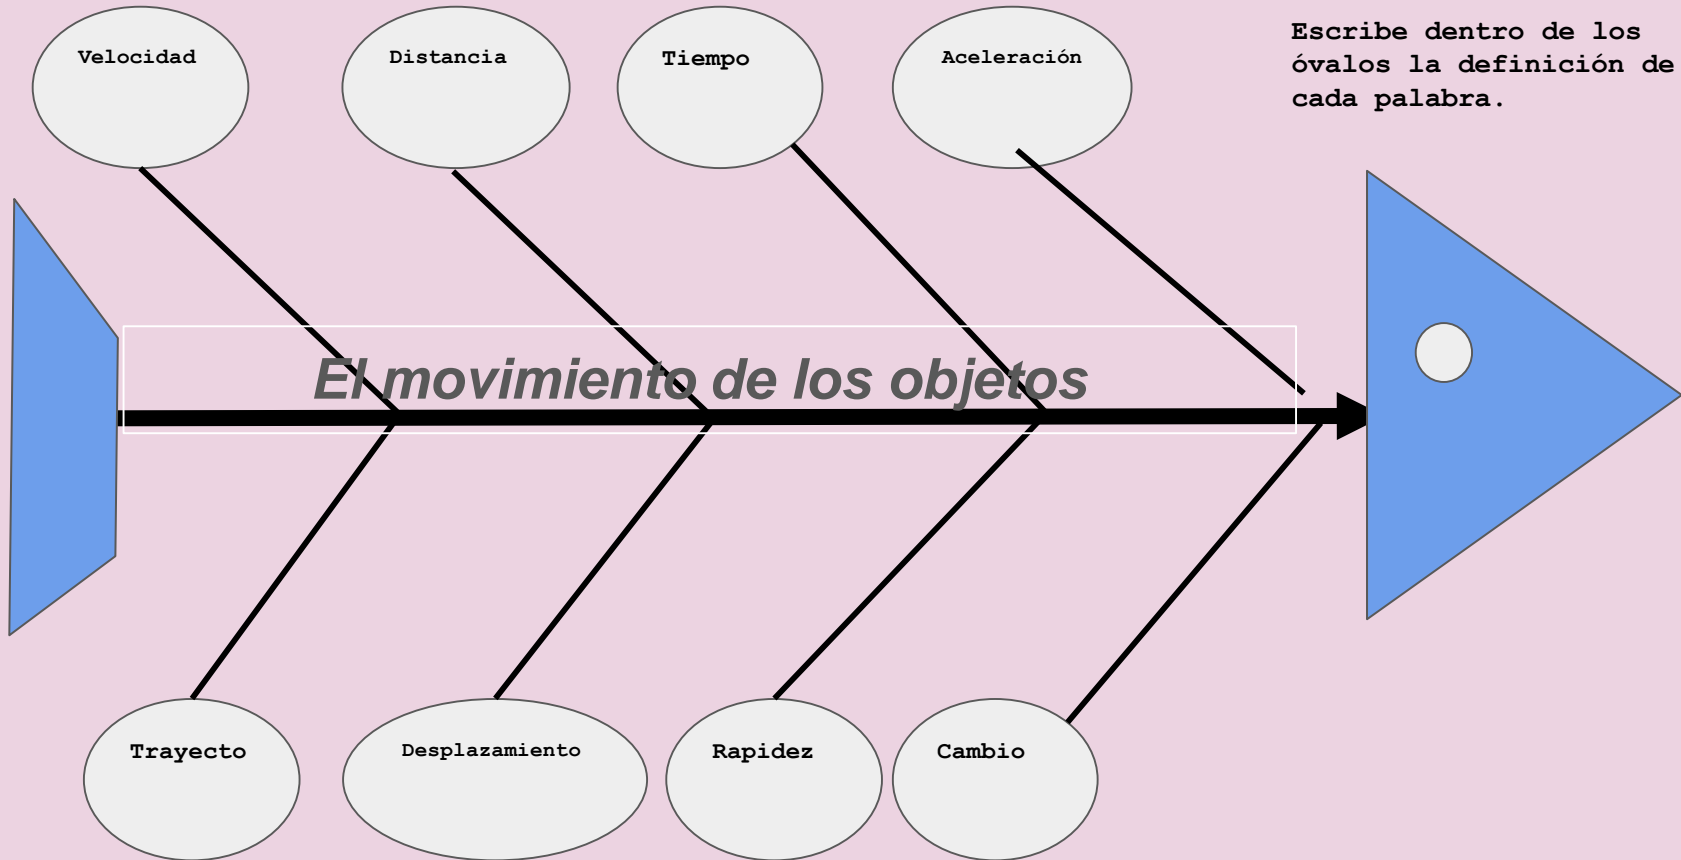 Velocidad
Distancia
Tiempo
Aceleración
Escribe dentro de los
óvalos la definición de
cada palabra.
El movimiento de los objetos
Trayecto
Desplazamiento
Rapidez
Cambio